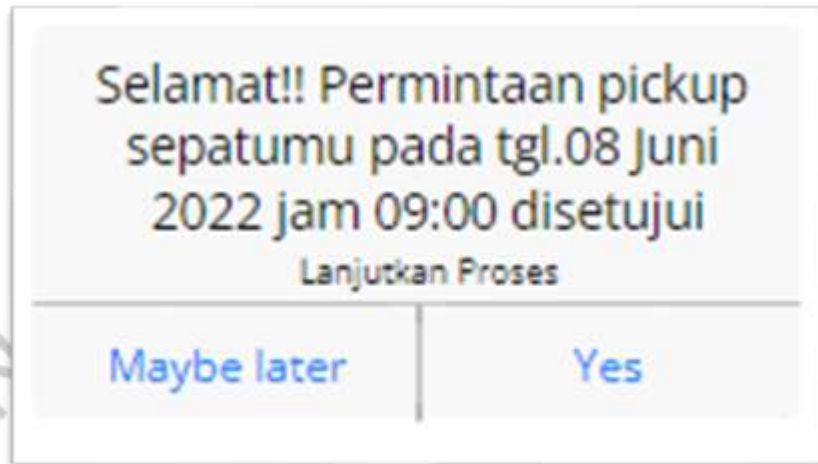 Selamat!! Permintaan pickup
sepatumu pada tgl.08 Juni
2022 jam 09:00 disetujui
Lanjutkan Proses
Maybe later
Yes